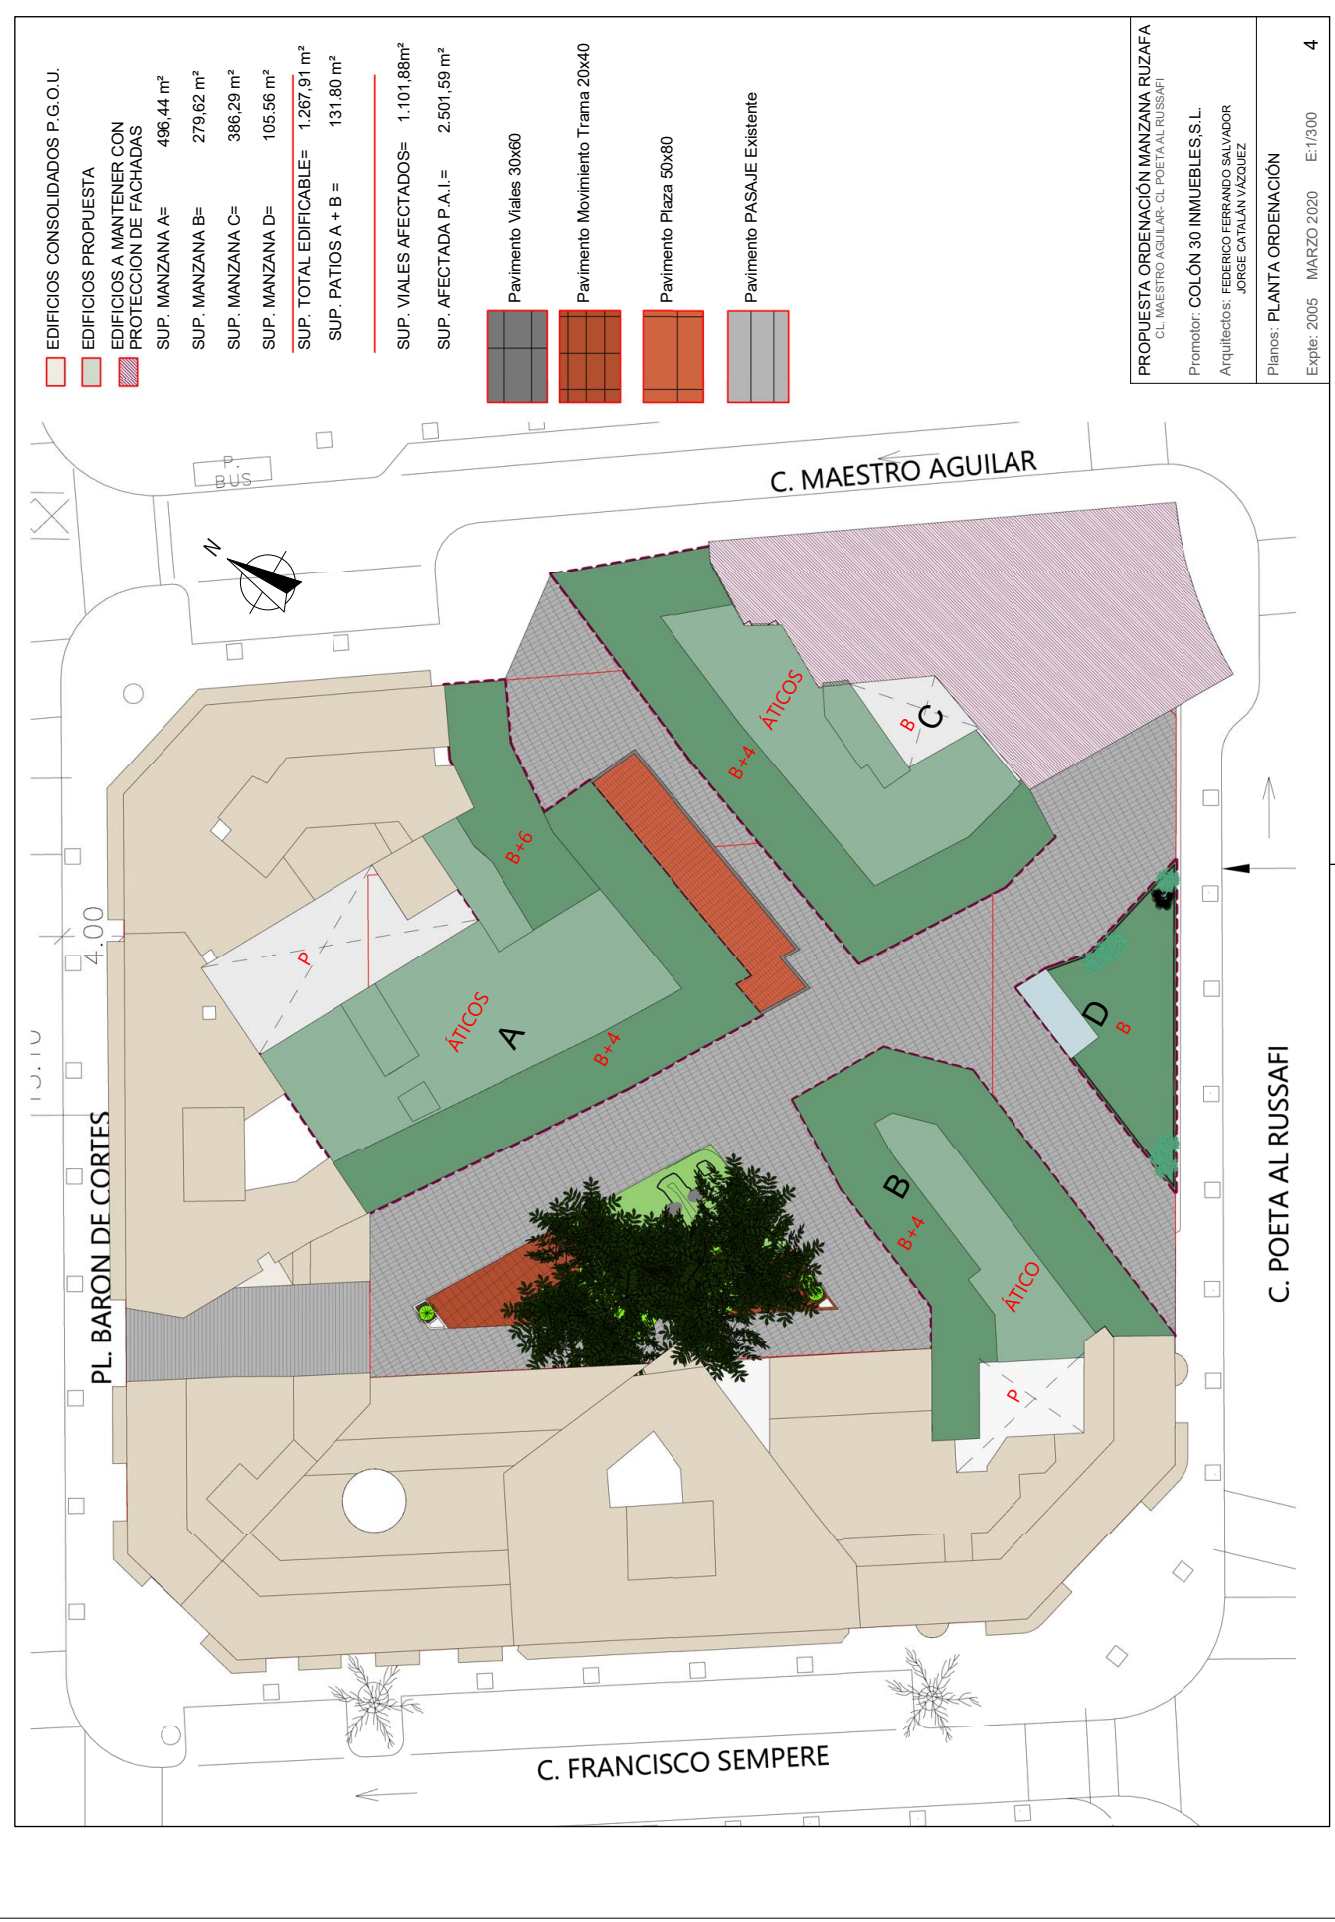 EDIFICIOS CONSOLIDADOS P.G.O.U.
EDIFICIOS PROPUESTA
EDIFICIOS A MANTENER CON
PROTECCION DE FACHADAS
SUP. MANZANA A= 496,44 m²
SUP. MANZANA B= 279,62 m²
SUP. MANZANA C= 386,29 m²
SUP. MANZANA D= 105.56 m²
SUP. TOTAL EDIFICABLE= 1.267,91 m²
SUP. PATIOS A + B = 131.80 m²
SUP. VIALES AFECTADOS= 1.101,88m²
SUP. AFECTADA P.A.I.= 2.501,59 m²
Pavimento Viales 30x60
Pavimento Movimiento Trama 20x40
Pavimento Plaza 50x80
Pavimento PASAJE Existente
PROPUESTA ORDENACIÓN MANZANA RUZAFA
CL. MAESTRO AGUILAR- CL POETA AL RUSSAFI
Promotor: COLÓN 30 INMUEBLES,S.L.
Arquitectos: FEDERICO FERRANDO SALVADOR
JORGE CATALÁN VÁZQUEZ
Planos: PLANTA ORDENACIÓN
Expte: 2005 MARZO 2020 E:1/300 4
P.
BUS
C. MAESTRO AGUILAR
N
ÁTICOS
B+4
B
C
B+6
P
4.00
ÁTICOS
A
B+4
D
B
PL. BARON DE CORTES
C. POETA AL RUSSAFI
B
B+4
ÁTICO
P
C. FRANCISCO SEMPERE